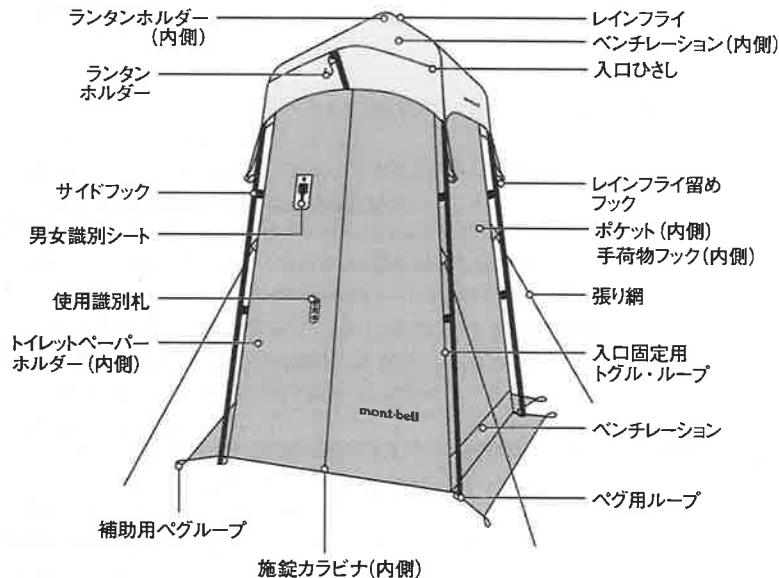 ランタンホルダー
(内側)
ランタン
ホルダー
サイドフック
男女識別シート
使用識別札
トイレットペーパー
ホルダー(内側)
補助用ペグループ
施錠カラビナ(内側)
レインフライ
ベンチレーション(内側)
入口ひさし
レインフライ留め
フック
ポケット(内側)
手荷物フック(内側)
張り綱
入口固定用
トグル・ループ
ベンチレーション
ペグ用ループ
mont-bell